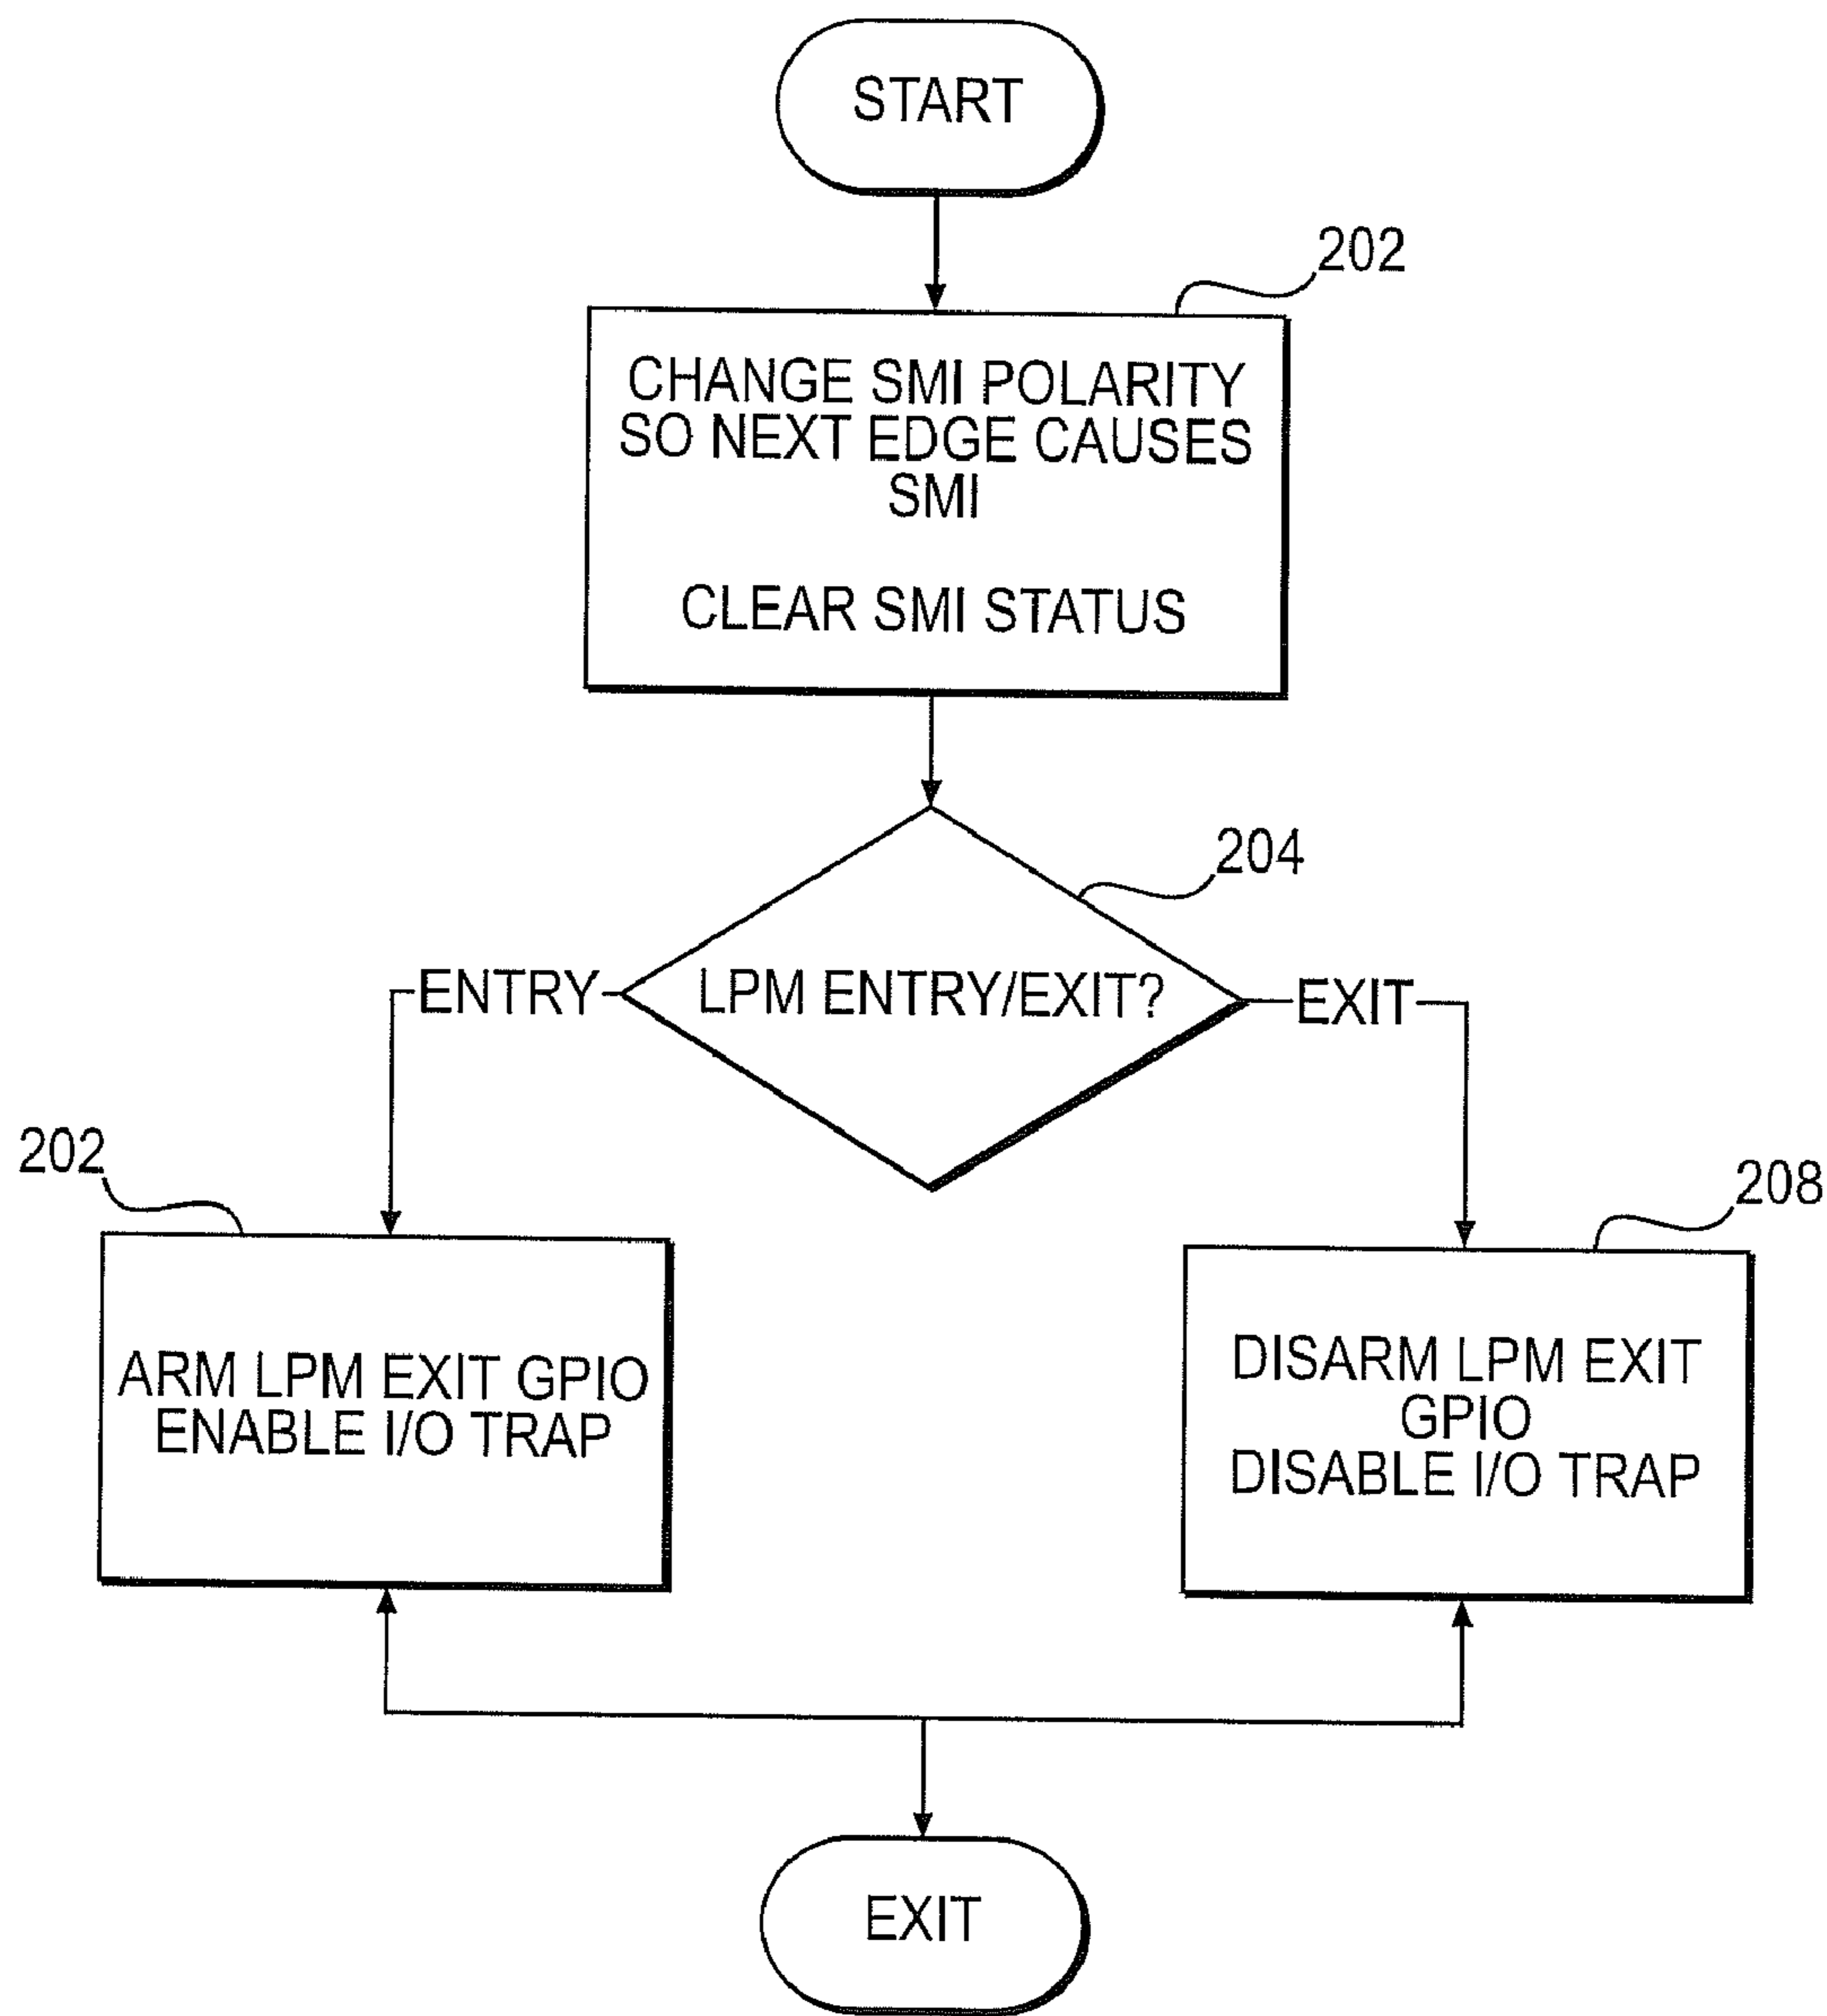 START
202
CHANGE SMI POLARITY
SO NEXT EDGE CAUSES
SMI
CLEAR SMI STATUS
204
LPM ENTRY/EXIT?
ENTRY
EXIT
202
208
ARM LPM EXIT GPIO
ENABLE I/O TRAP
DISARM LPM EXIT
GPIO
DISABLE I/O TRAP
EXIT